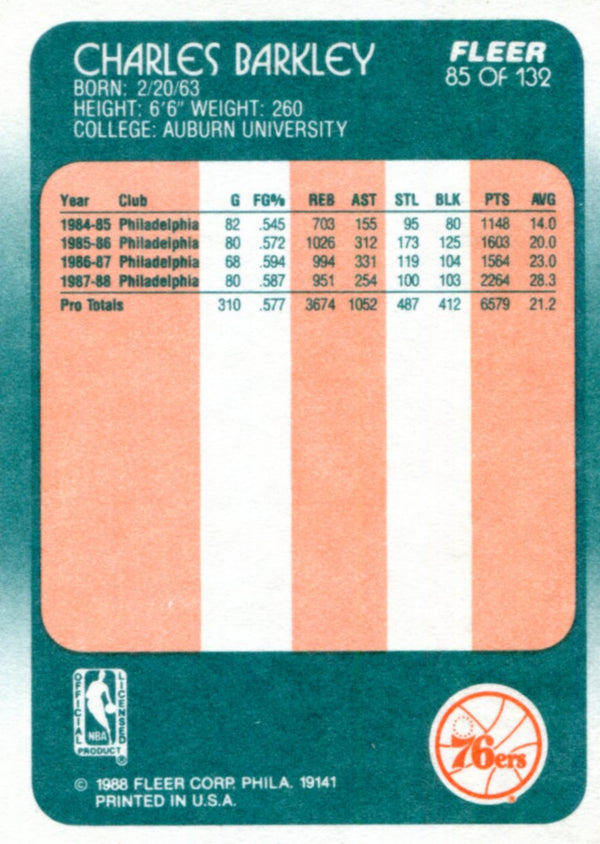 CHARLES BARKLEY
FLEER
85 OF 132
BORN: 2/20/63
HEIGHT: 6'6" WEIGHT: 260
COLLEGE: AUBURN UNIVERSITY
Year Club G FG% REB AST STL BLK PTS AVG
1984-85 Philadelphia 82 .545 703 155 95 80 1148 14.0
1985-86 Philadelphia 80 .572 1026 312 173 125 1603 20.0
1986-87 Philadelphia 68 .594 994 331 119 104 1564 23.0
1987-88 Philadelphia 80 .587 951 254 100 103 2264 28.3
Pro Totals 310 .577 3674 1052 487 412 6579 21.2
OFFICIAL
LICENSED
NBA
PRODUCT
®
76ers
®
© 1988 FLEER CORP. PHILA. 19141
PRINTED IN U.S.A.